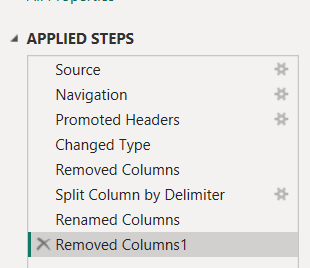 APPLIED STEPS
Source
Navigation
Promoted Headers
Changed Type
Removed Columns
Split Column by Delimiter
Renamed Columns
Removed Columns1